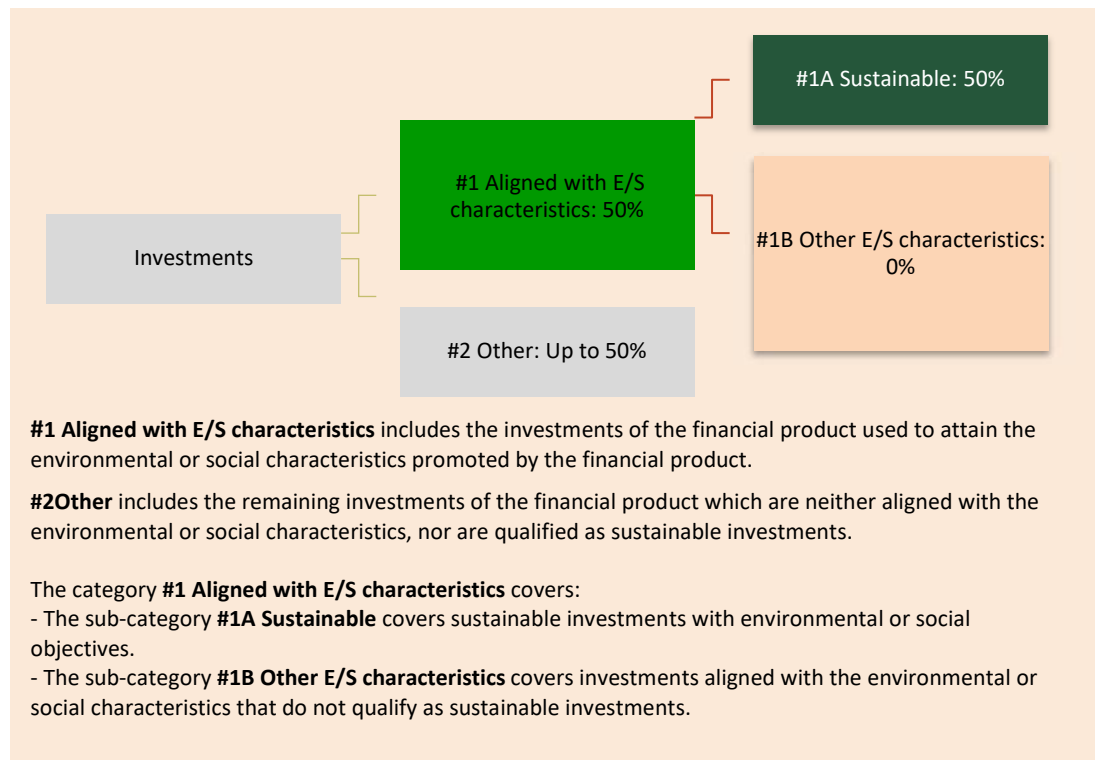 #1A Sustainable: 50%
#1 Aligned with E/S
characteristics: 50%
#1B Other E/S characteristics:
0%
Investments
#2 Other: Up to 50%
#1 Aligned with E/S characteristics includes the investments of the financial product used to attain the
environmental or social characteristics promoted by the financial product.
#2Other includes the remaining investments of the financial product which are neither aligned with the
environmental or social characteristics, nor are qualified as sustainable investments.
The category #1 Aligned with E/S characteristics covers:
- The sub-category #1A Sustainable covers sustainable investments with environmental or social
objectives.
- The sub-category #1B Other E/S characteristics covers investments aligned with the environmental or
social characteristics that do not qualify as sustainable investments.